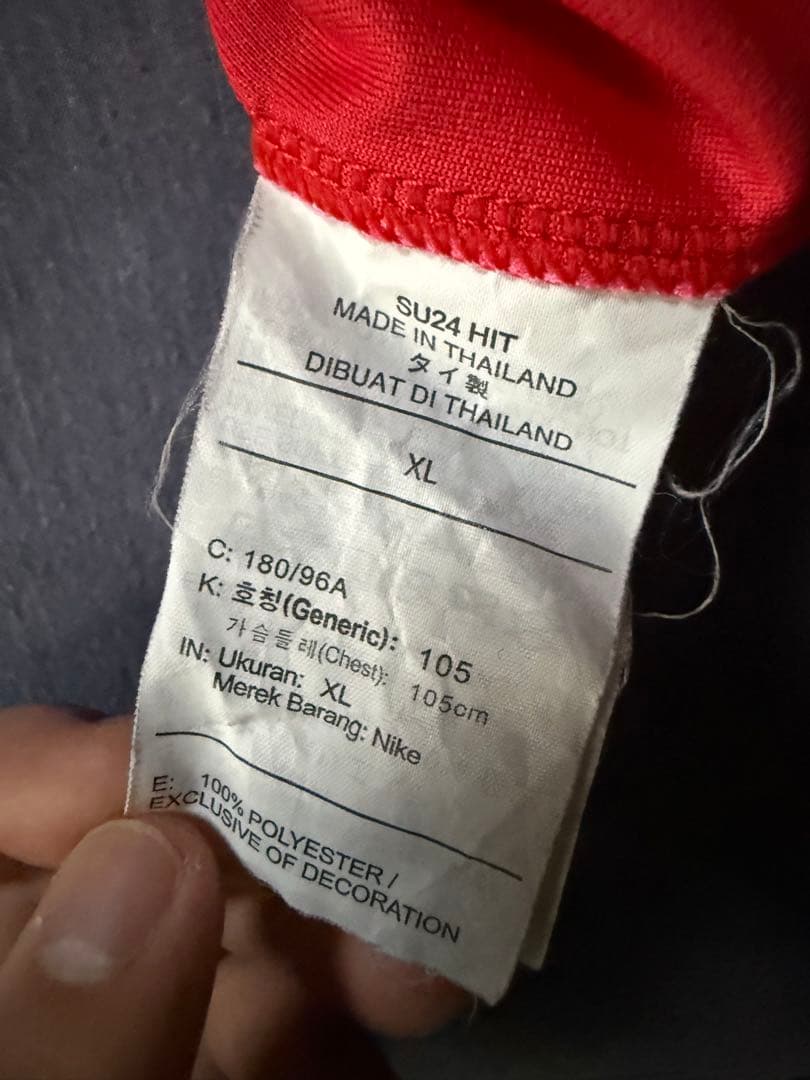 SU24 HIT
MADE IN THAILAND
タイ製
DIBUAT DI THAILAND
XL
C: 180/96A
K: 호칭(Generic): 105
가슴둘레(Chest): 105cm
IN: Ukuran: XL
Merek Barang: Nike
E: 100% POLYESTER /
EXCLUSIVE OF DECORATION